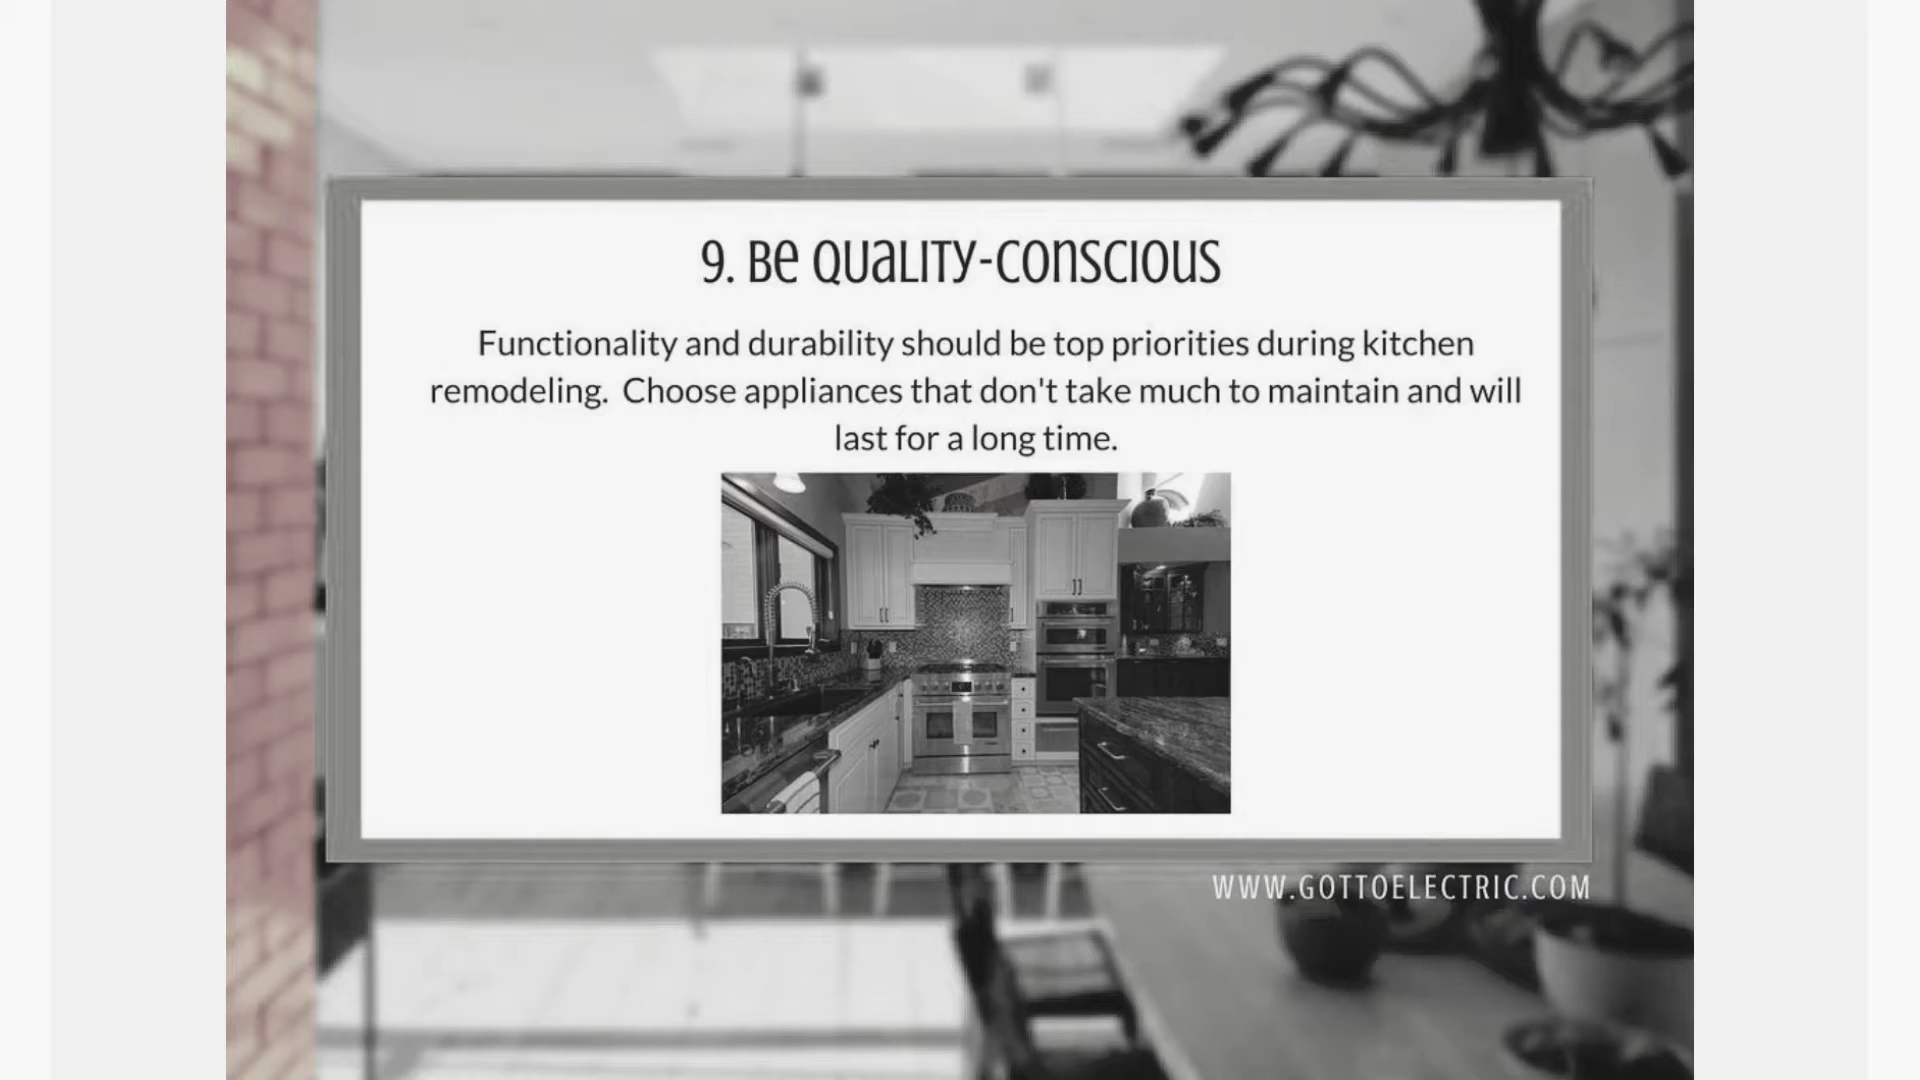 9. Be Quality-Conscious
Functionality and durability should be top priorities during kitchen
remodeling.  Choose appliances that don't take much to maintain and will
last for a long time.
WWW.GOTTOELECTRIC.COM